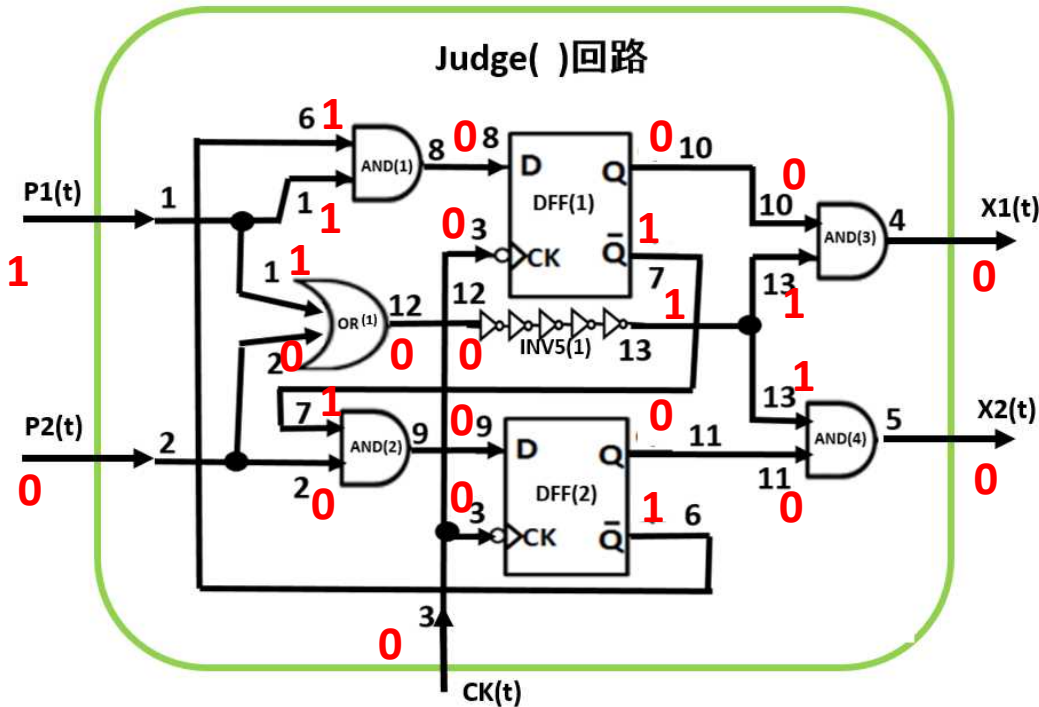 Judge( )回路
6 1
AND(1)
8 0 8
D
Q
0 10
P1(t)
1
1 1
DFF(1)
0
10
AND(3)
4
X1(t)
1
0 3
CK
Q̄
1
7
0
1 1
OR(1)
12
12
INV5(1)
1
13
13
1
2 0
0
0
P2(t)
2
7 1
AND(2)
9 0 9
D
Q
0
11
13 1
AND(4)
5
X2(t)
0
2 0
0 3
CK
DFF(2)
Q̄
1 6
11 0
0
3
0
CK(t)